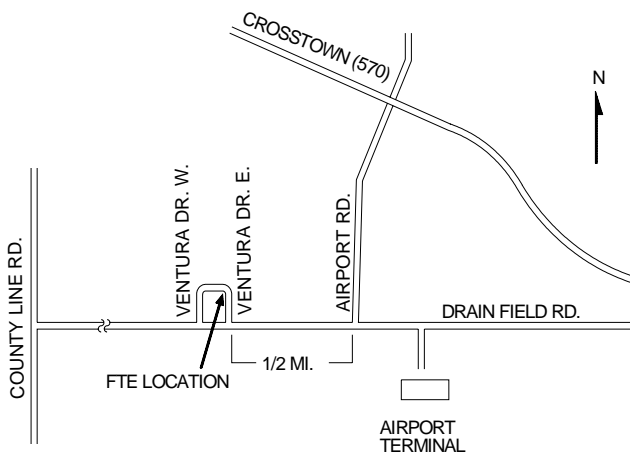 CROSSTOWN (570)
N
COUNTY LINE RD.
VENTURA DR. W.
VENTURA DR. E.
AIRPORT RD.
DRAIN FIELD RD.
1/2 MI.
FTE LOCATION
AIRPORT
TERMINAL